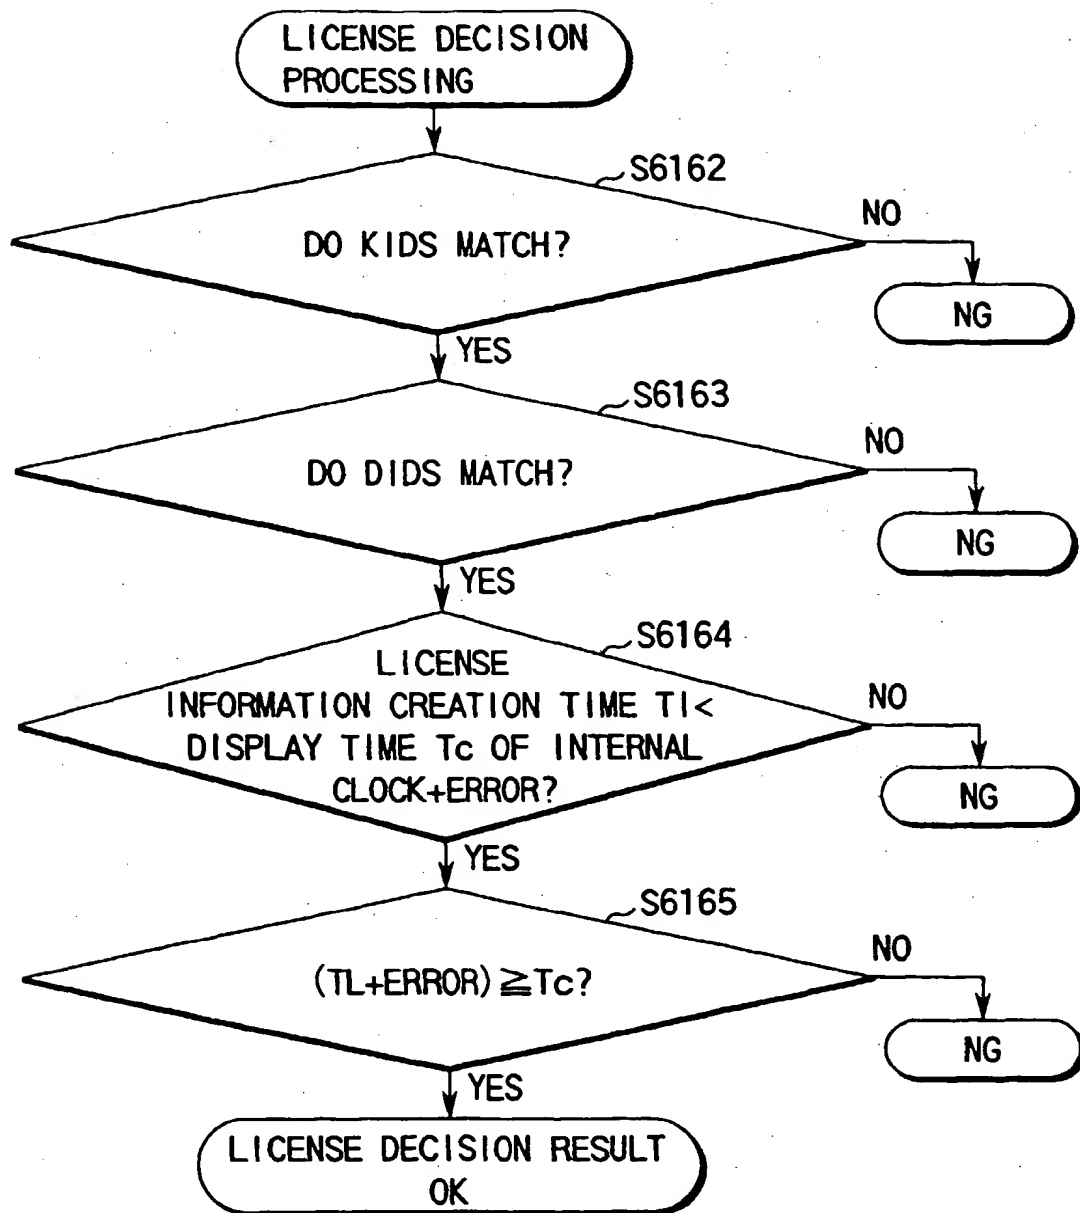 LICENSE DECISION
PROCESSING
S6162
DO KIDS MATCH?
NO
NG
YES
S6163
DO DIDS MATCH?
NO
NG
YES
S6164
LICENSE
INFORMATION CREATION TIME TI<
DISPLAY TIME Tc OF INTERNAL
CLOCK+ERROR?
NO
NG
YES
S6165
(TL+ERROR)≧Tc?
NO
NG
YES
LICENSE DECISION RESULT
OK